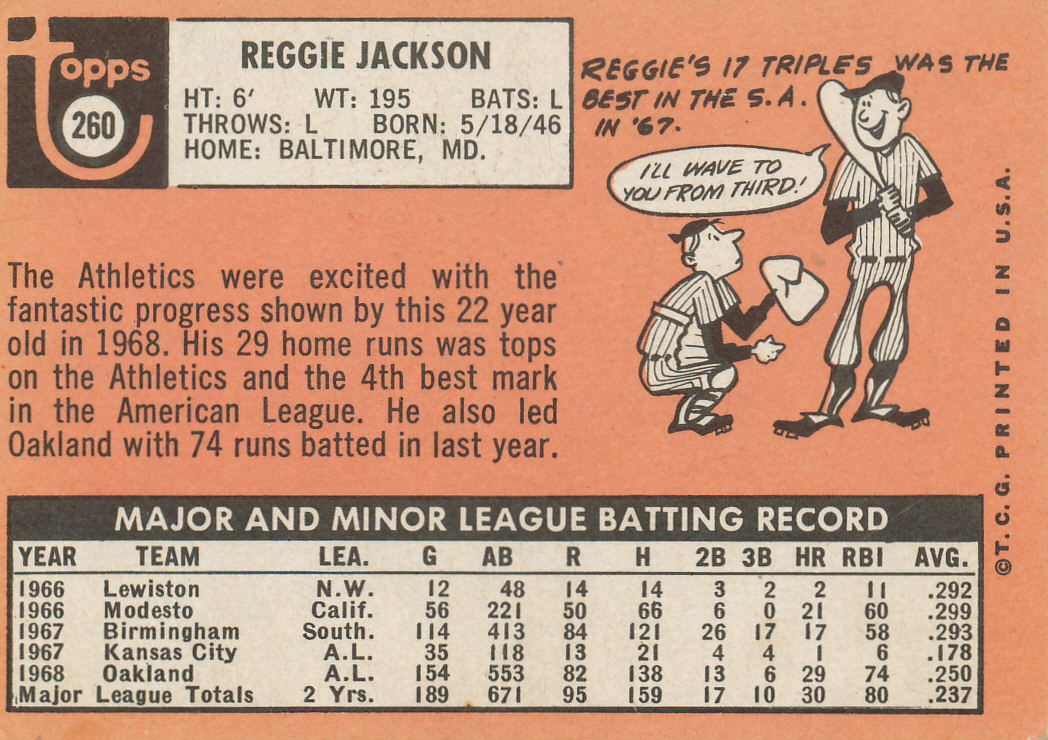 topps
260
REGGIE JACKSON
HT: 6' WT: 195 BATS: L
THROWS: L BORN: 5/18/46
HOME: BALTIMORE, MD.
REGGIE'S 17 TRIPLES WAS THE
BEST IN THE S.A.
IN '67.
I'LL WAVE TO
YOU FROM THIRD!
The Athletics were excited with the
fantastic progress shown by this 22 year
old in 1968. His 29 home runs was tops
on the Athletics and the 4th best mark
in the American League. He also led
Oakland with 74 runs batted in last year.
©T. C. G. PRINTED IN U.S.A.
MAJOR AND MINOR LEAGUE BATTING RECORD
YEAR TEAM LEA. G AB R H 2B 3B HR RBI AVG.
1966 Lewiston N.W. 12 48 14 14 3 2 2 11 .292
1966 Modesto Calif. 56 221 50 66 6 0 21 60 .299
1967 Birmingham South. 114 413 84 121 26 17 17 58 .293
1967 Kansas City A.L. 35 118 13 21 4 4 1 6 .178
1968 Oakland A.L. 154 553 82 138 13 6 29 74 .250
Major League Totals 2 Yrs. 189 671 95 159 17 10 30 80 .237